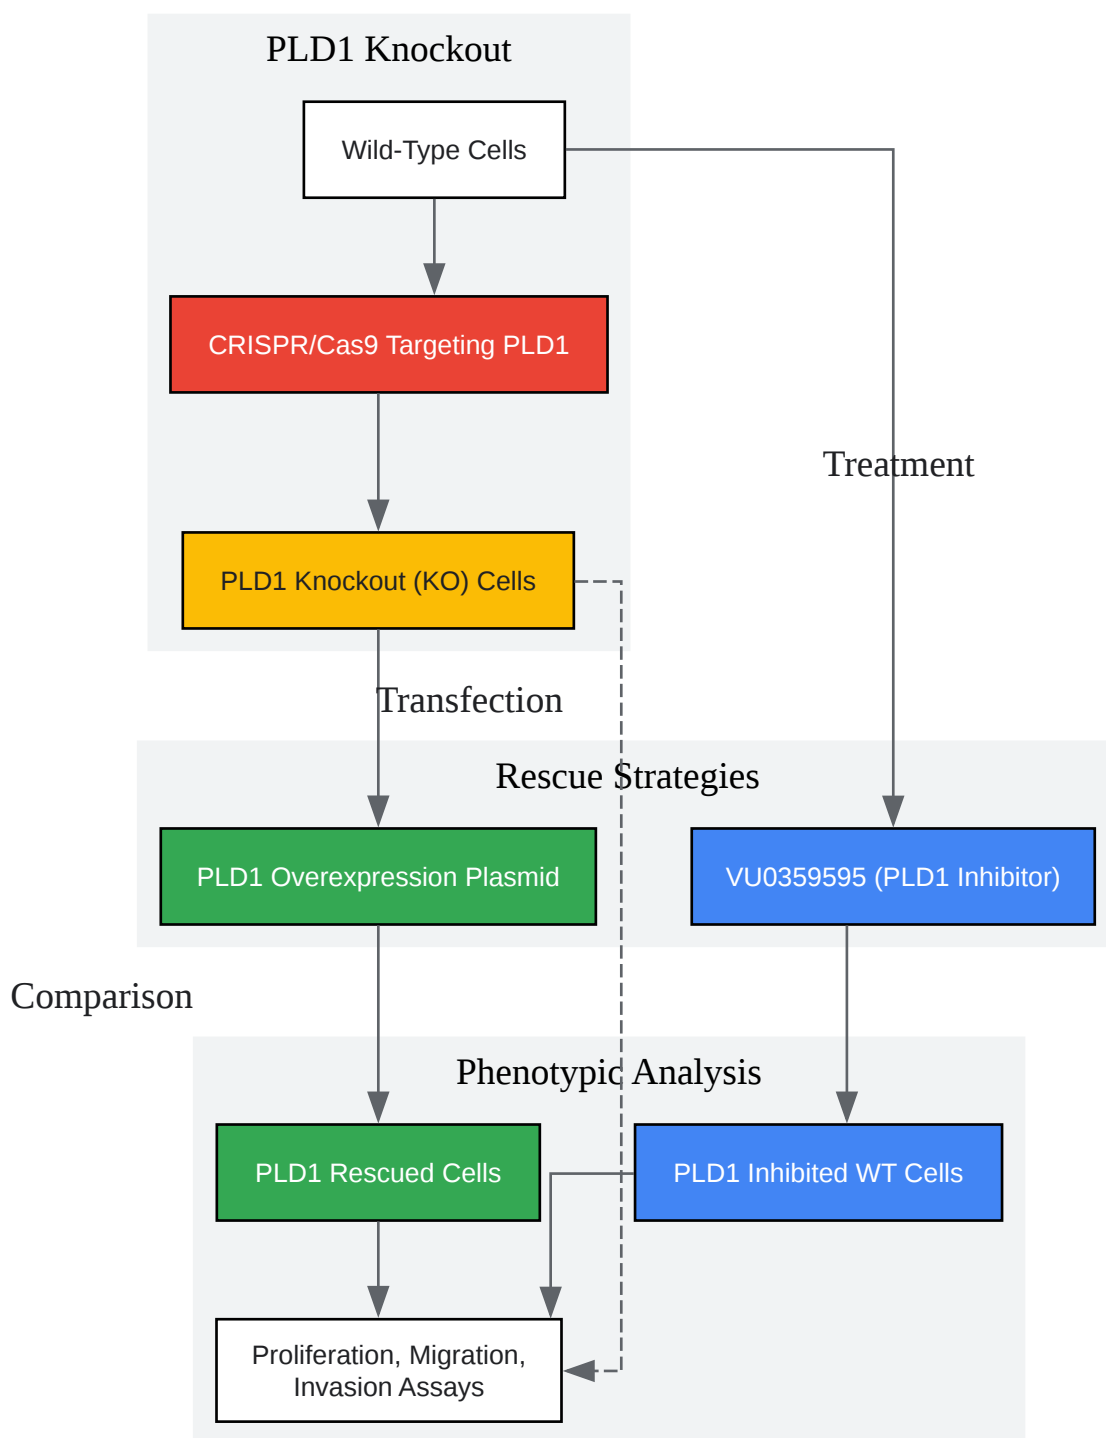 PLD1 Knockout
Wild-Type Cells
CRISPR/Cas9 Targeting PLD1
Treatment
PLD1 Knockout (KO) Cells
Transfection
Rescue Strategies
PLD1 Overexpression Plasmid
VU0359595 (PLD1 Inhibitor)
Comparison
Phenotypic Analysis
PLD1 Rescued Cells
PLD1 Inhibited WT Cells
Proliferation, Migration,
Invasion Assays